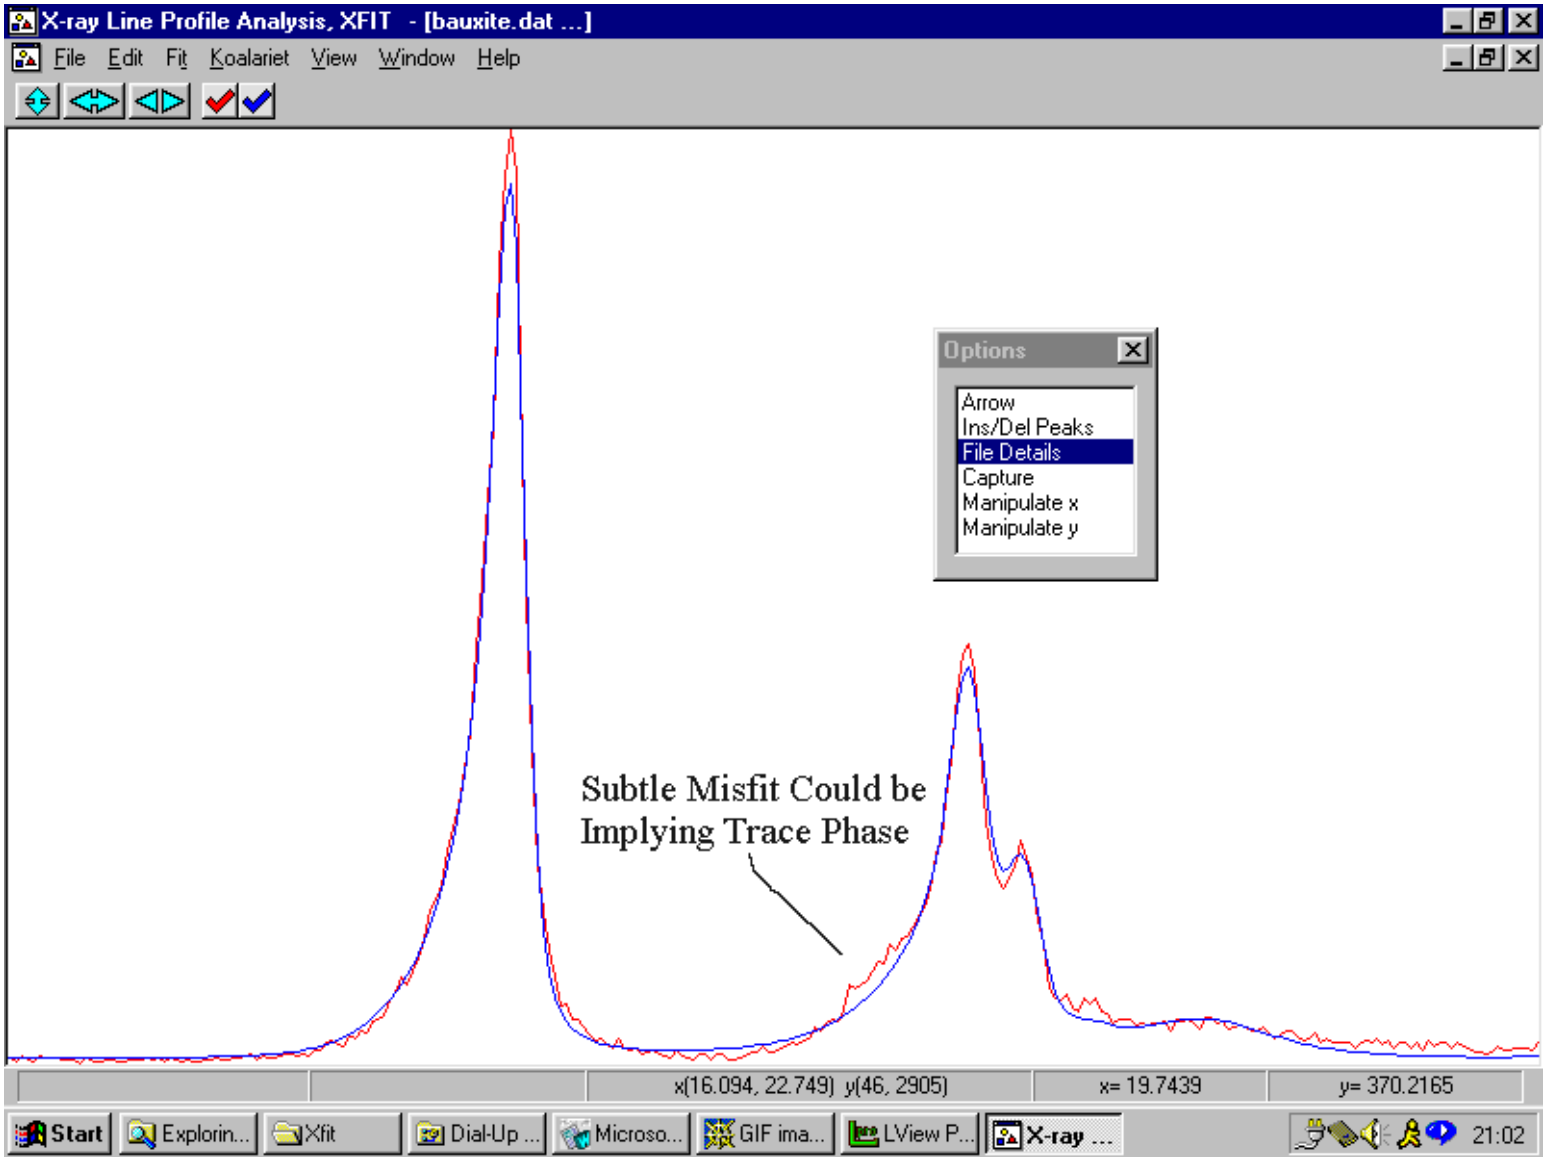 X-ray Line Profile Analysis, XFIT - [bauxite.dat ...]
File Edit Fit Koalariet View Window Help
Options
Arrow
Ins/Del Peaks
File Details
Capture
Manipulate x
Manipulate y
Subtle Misfit Could be
Implying Trace Phase
x(16.094, 22.749) y(46, 2905) x= 19.7439 y= 370.2165
Start Explorin... Xfit Dial-Up ... Microso... GIF ima... LView P... X-ray ... 21:02